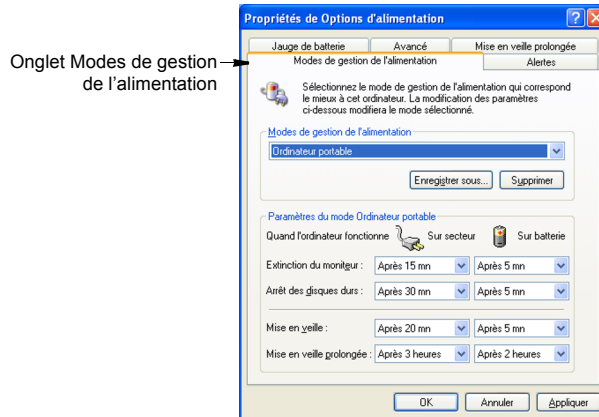 Onglet Modes de gestion
de l'alimentation
Propriétés de Options d'alimentation
Jauge de batterie Avancé Mise en veille prolongée
Modes de gestion de l'alimentation Alertes
Sélectionnez le mode de gestion de l'alimentation qui correspond
le mieux à cet ordinateur. La modification des paramètres
ci-dessous modifiera le mode sélectionné.
Modes de gestion de l'alimentation
Ordinateur portable
Enregistrer sous... Supprimer
Paramètres du mode Ordinateur portable
Quand l'ordinateur fonctionne Sur secteur Sur batterie
Extinction du moniteur : Après 15 mn Après 5 mn
Arrêt des disques durs : Après 30 mn Après 5 mn
Mise en veille : Après 20 mn Après 5 mn
Mise en veille prolongée : Après 3 heures Après 2 heures
OK Annuler Appliquer